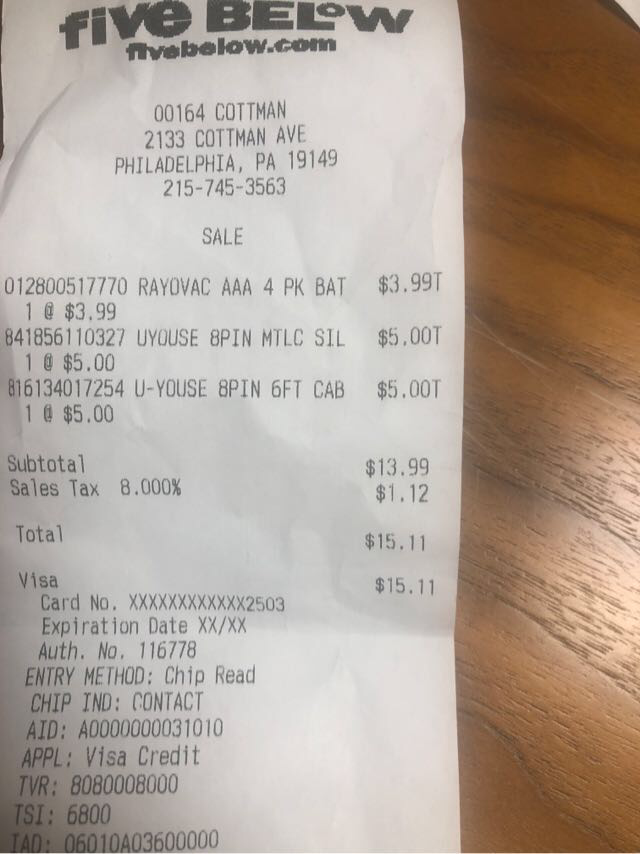 five BELOW
fivebelow.com
00164 COTTMAN
2133 COTTMAN AVE
PHILADELPHIA, PA 19149
215-745-3563
SALE
012800517770 RAYOVAC AAA 4 PK BAT $3.99T
1 @ $3.99
841856110327 UYOUSE 8PIN MTLC SIL $5.00T
1 @ $5.00
816134017254 U-YOUSE 8PIN 6FT CAB $5.00T
1 @ $5.00
Subtotal $13.99
Sales Tax 8.000% $1.12
Total $15.11
Visa $15.11
Card No. XXXXXXXXXXXX2503
Expiration Date XX/XX
Auth. No. 116778
ENTRY METHOD: Chip Read
CHIP IND: CONTACT
AID: A0000000031010
APPL: Visa Credit
TVR: 8080008000
TSI: 6800
IAD: 06010A03600000